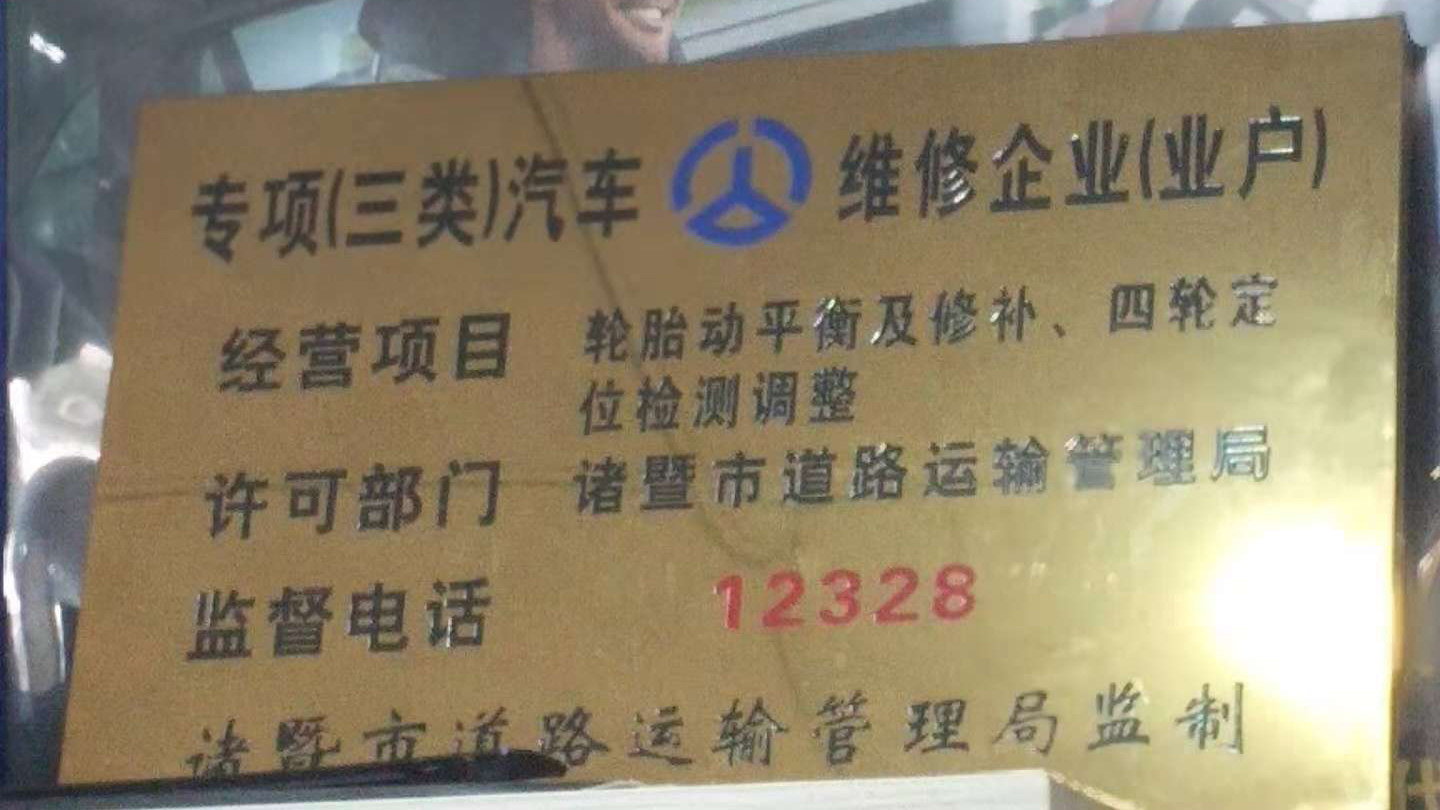 专项(三类)汽车维修企业(业户)
经营项目 轮胎动平衡及修补、四轮定
位检测调整
许可部门 诸暨市道路运输管理局
监督电话 12328
诸暨市道路运输管理局监制